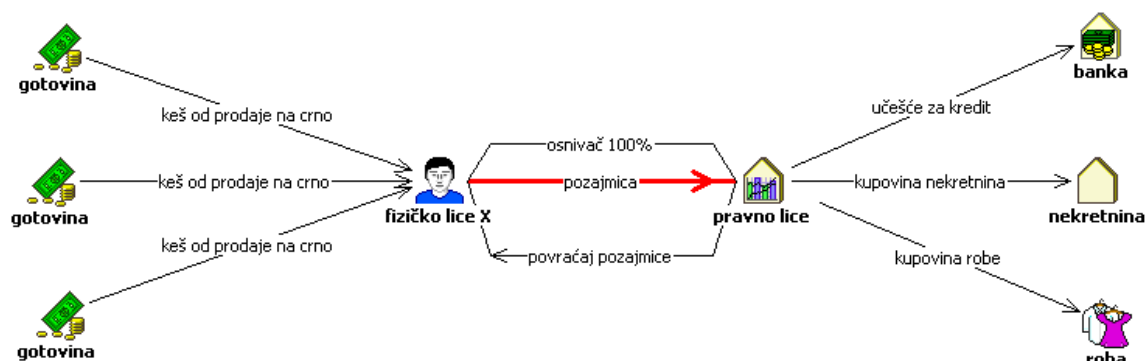 gotovina
keš od prodaje na crno
gotovina
keš od prodaje na crno
gotovina
keš od prodaje na crno
fizičko lice X
osnivač 100%
pozajmica
povraćaj pozajmice
pravno lice
učešće za kredit
banka
kupovina nekretnina
nekretnina
kupovina robe
roba